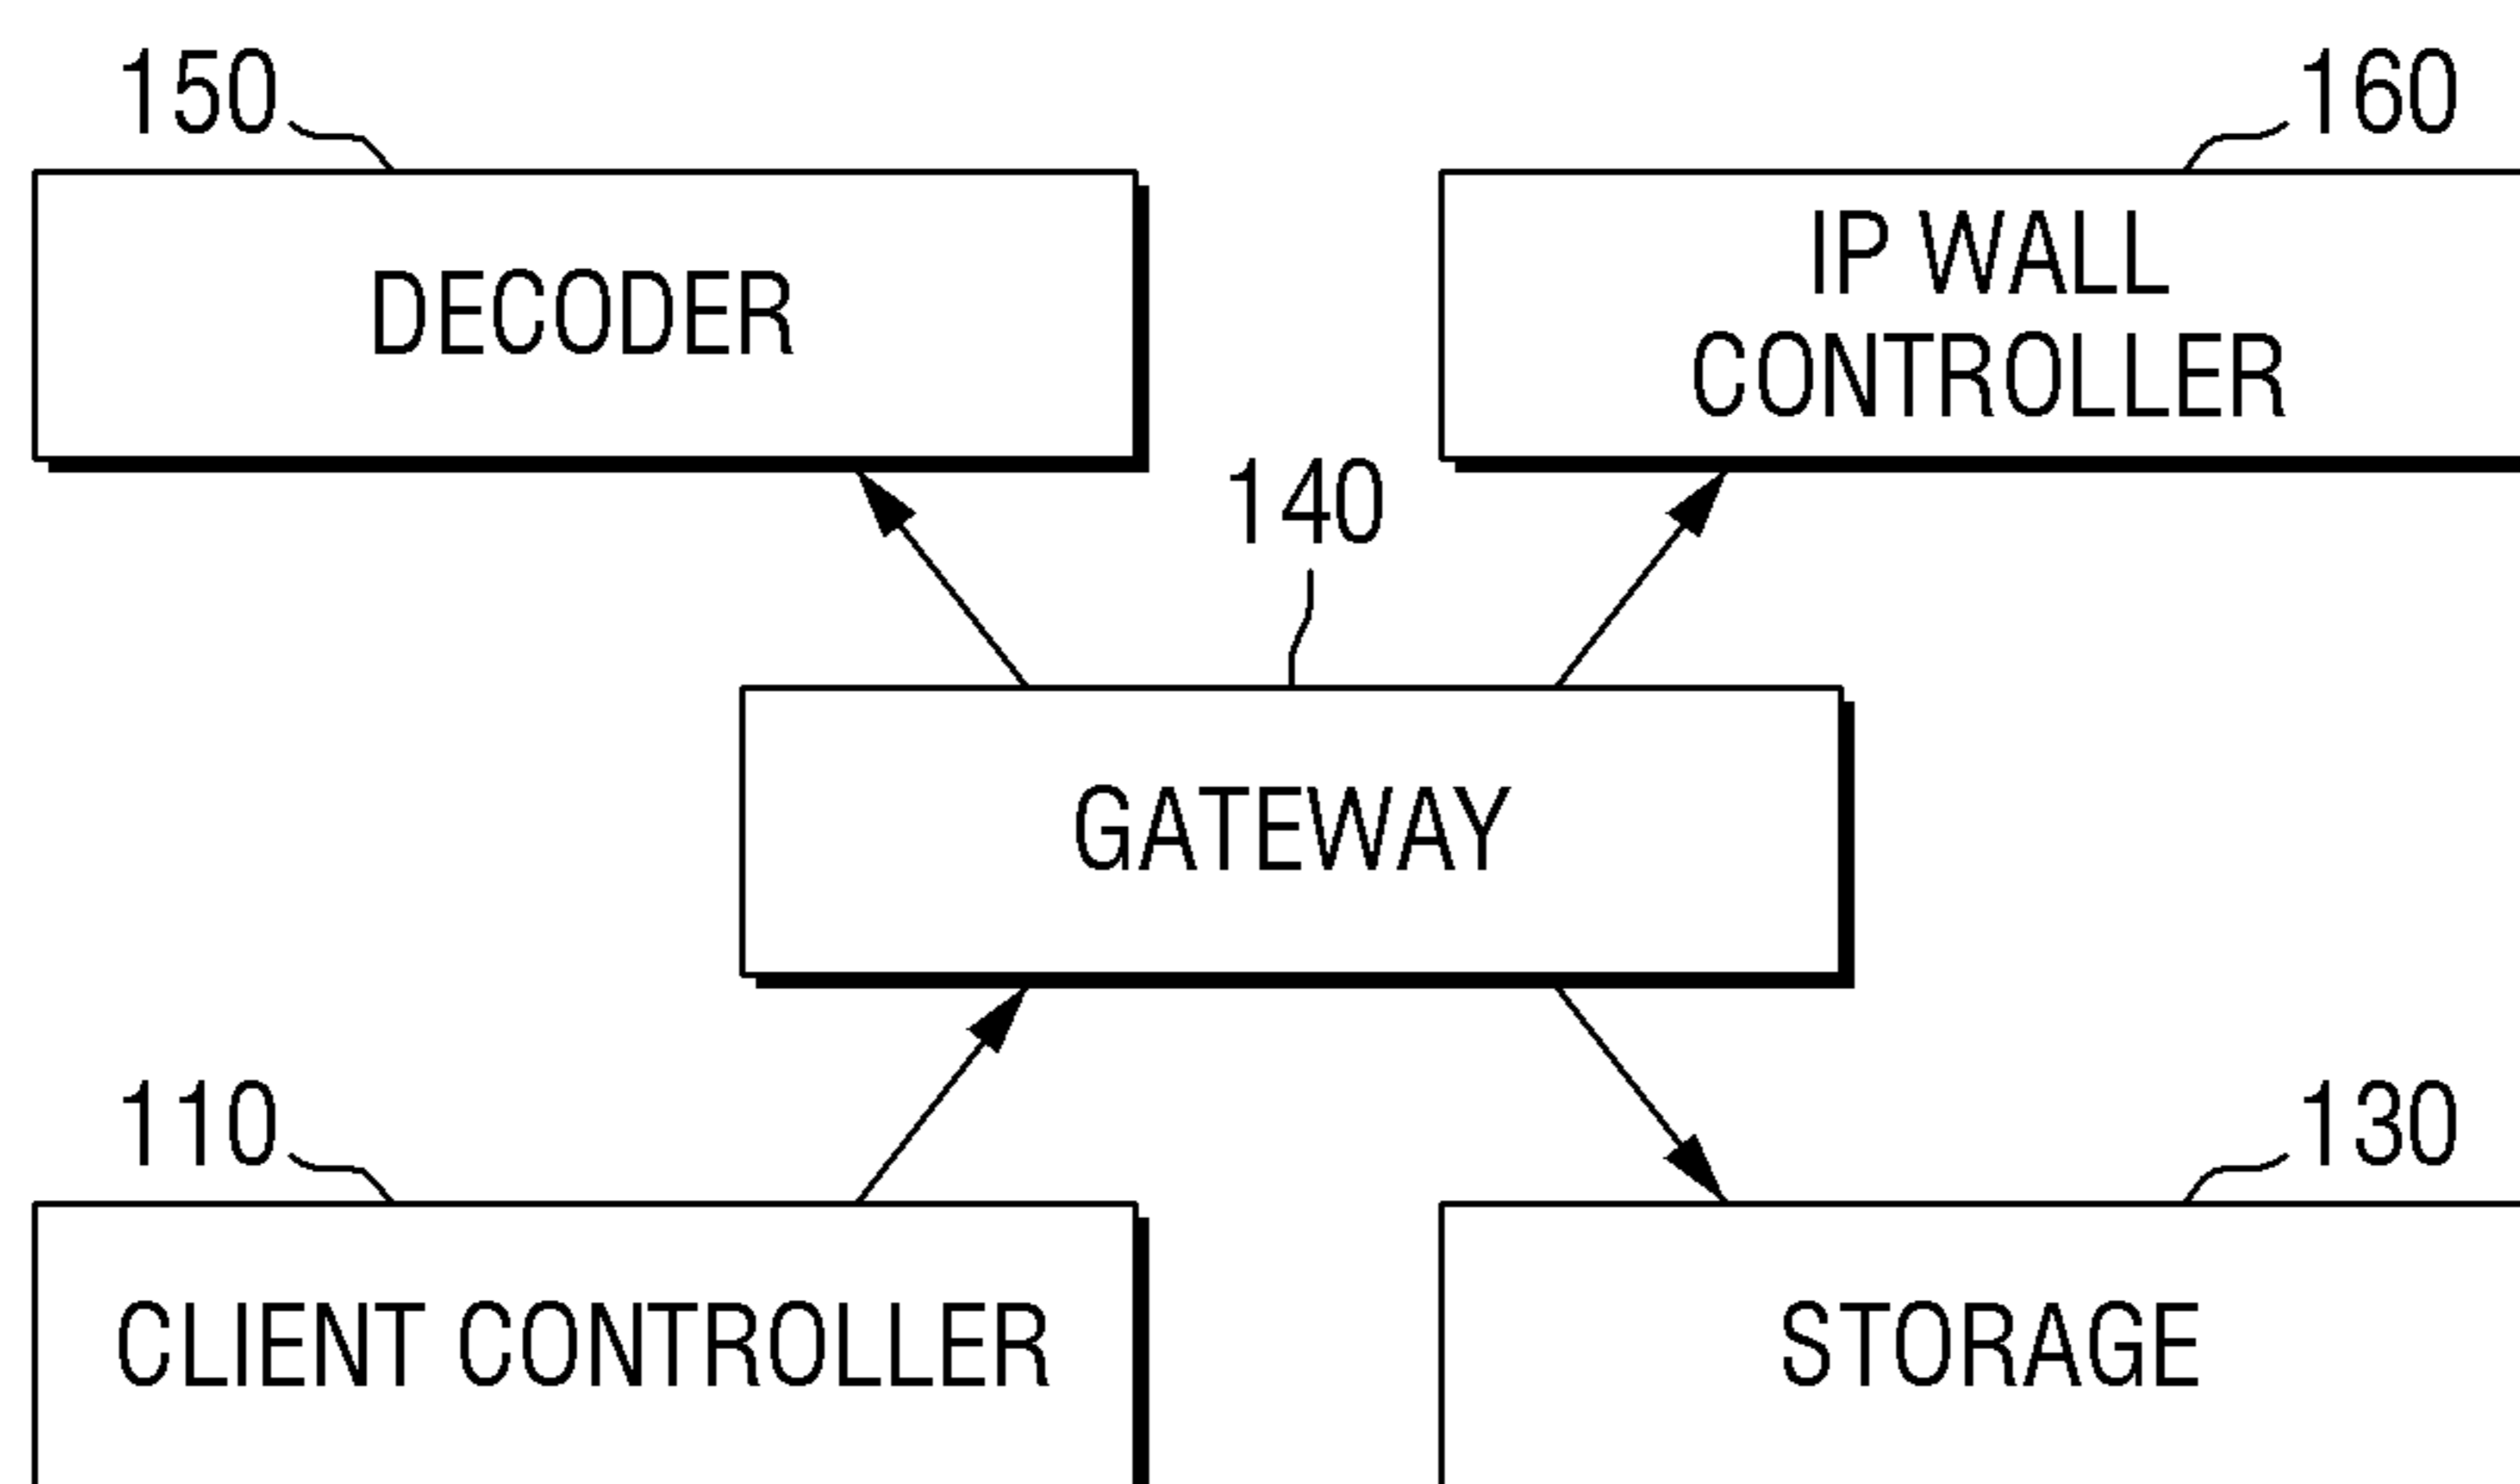 150
160
DECODER
IP WALL
CONTROLLER
140
GATEWAY
110
130
CLIENT CONTROLLER
STORAGE